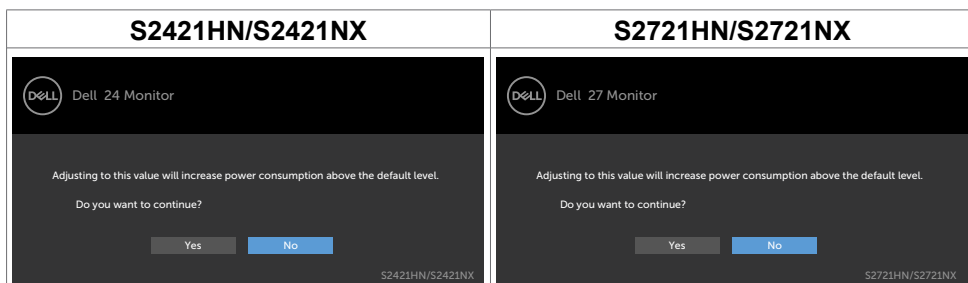 S2421HN/S2421NX
S2721HN/S2721NX
DELL Dell 24 Monitor
Adjusting to this value will increase power consumption above the default level.
Do you want to continue?
Yes No
S2421HN/S2421NX
DELL Dell 27 Monitor
Adjusting to this value will increase power consumption above the default level.
Do you want to continue?
Yes No
S2721HN/S2721NX